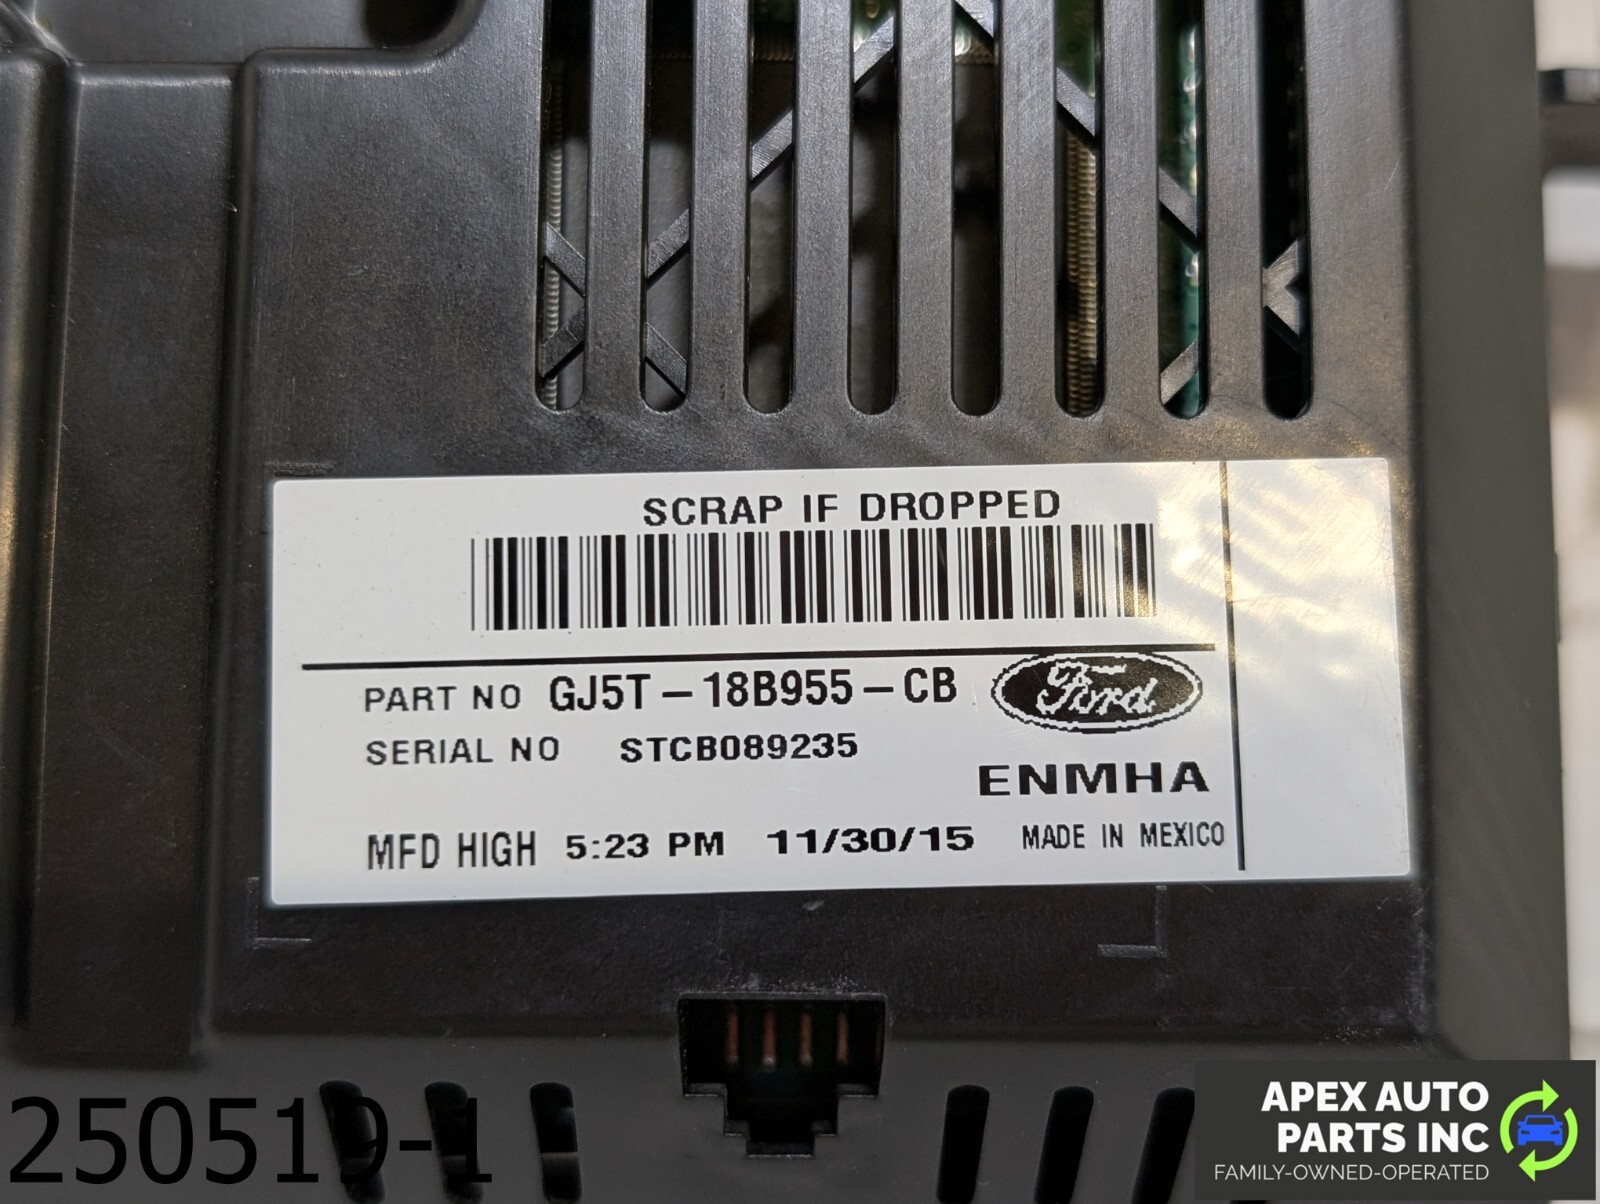 SCRAP IF DROPPED
PART NO GJ5T-18B955-CB
Ford
SERIAL NO STCB089235
ENMHA
MFD HIGH 5:23 PM 11/30/15 MADE IN MEXICO
250519-1
APEX AUTO
PARTS INC
FAMILY-OWNED-OPERATED